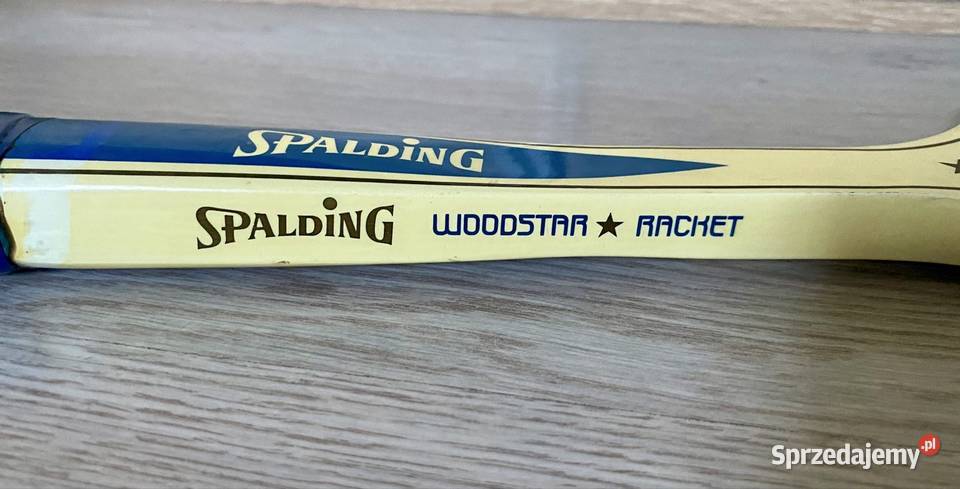 SPALDING
SPALDING WOODSTAR ★ RACKET
Sprzedajemy.pl